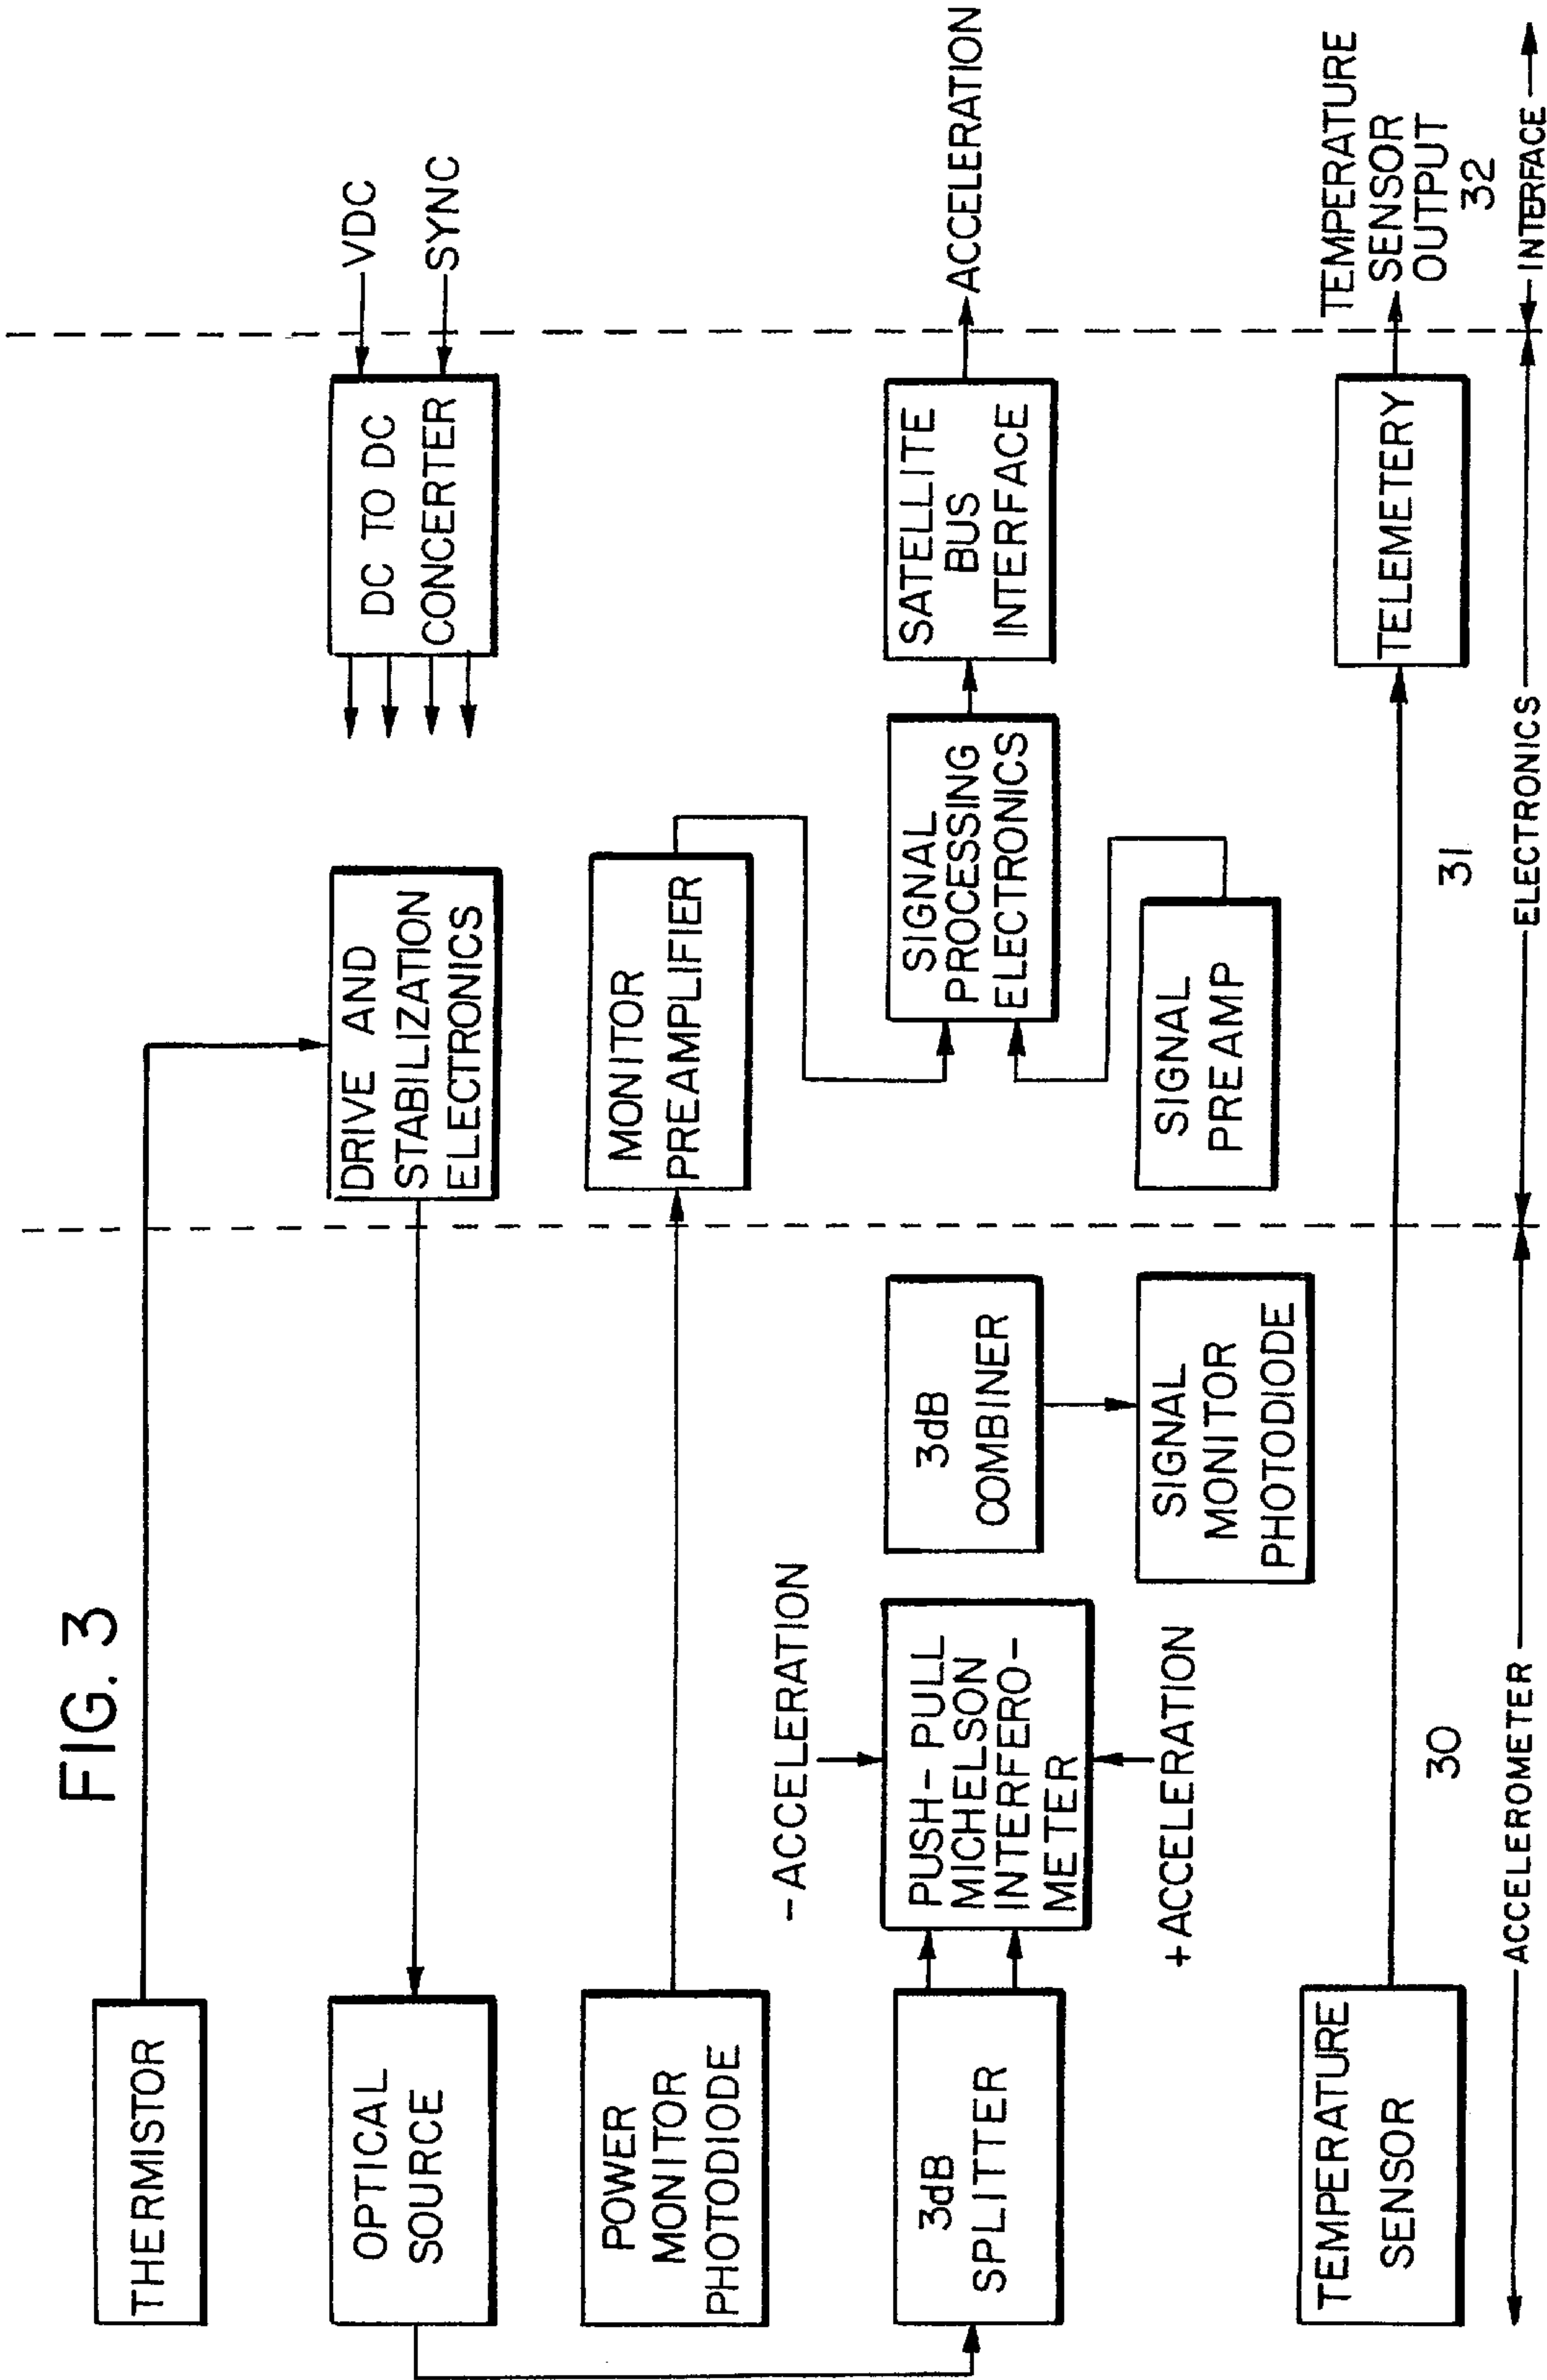 FIG. 3
THERMISTOR
OPTICAL
SOURCE
DRIVE AND
STABILIZATION
ELECTRONICS
DC TO DC
CONCERTER
VDC
SYNC
POWER
MONITOR
PHOTODIODE
MONITOR
PREAMPLIFIER
3dB
SPLITTER
-ACCELERATION
PUSH-PULL
MICHELSON
INTERFERO-
METER
+ACCELERATION
3dB
COMBINER
SIGNAL
MONITOR
PHOTODIODE
SIGNAL
PROCESSING
ELECTRONICS
SIGNAL
PREAMP
SATELLITE
BUS
INTERFACE
ACCELERATION
TEMPERATURE
SENSOR
TELEMETERY
TEMPERATURE
SENSOR
OUTPUT
32
30
31
ACCELEROMETER
ELECTRONICS
INTERFACE